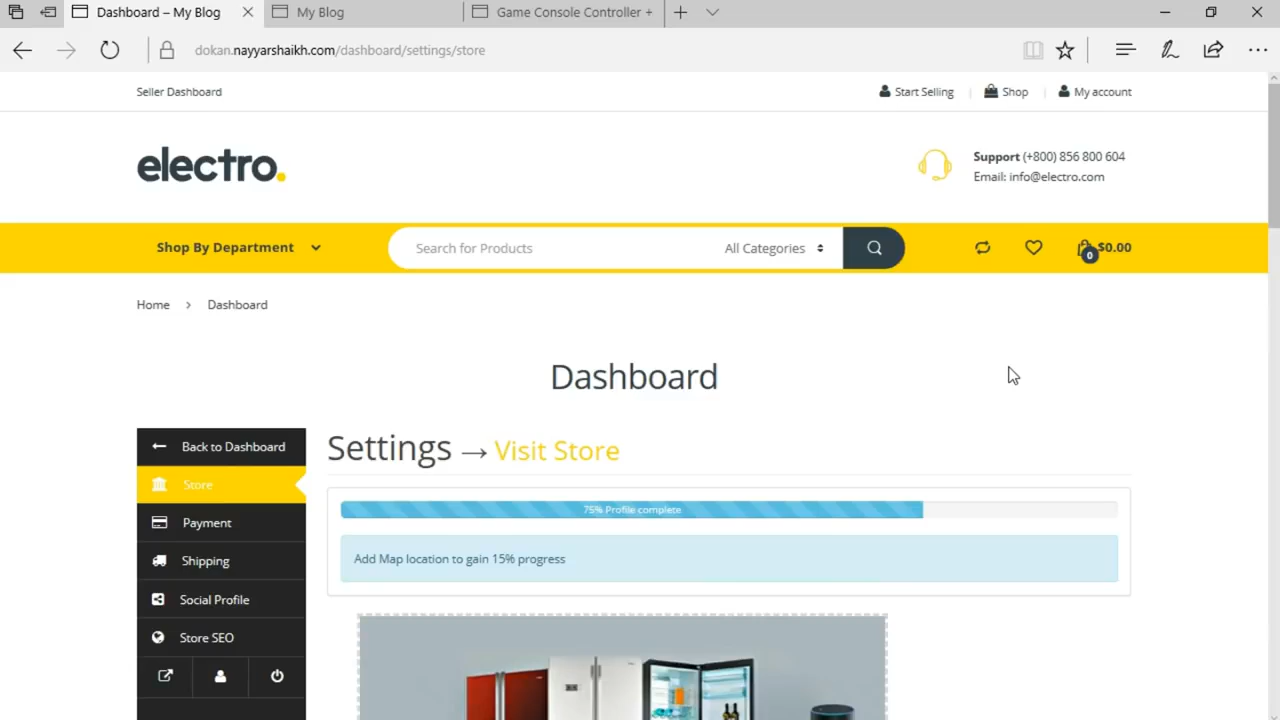 Dashboard – My Blog
My Blog
Game Console Controller +
dokan.nayyarshaikh.com/dashboard/settings/store
Seller Dashboard
Start Selling
Shop
My account
electro.
Support (+800) 856 800 604
Email: info@electro.com
Shop By Department
Search for Products
All Categories
0
$0.00
Home
Dashboard
Dashboard
Back to Dashboard
Store
Payment
Shipping
Social Profile
Store SEO
Settings → Visit Store
75% Profile complete
Add Map location to gain 15% progress